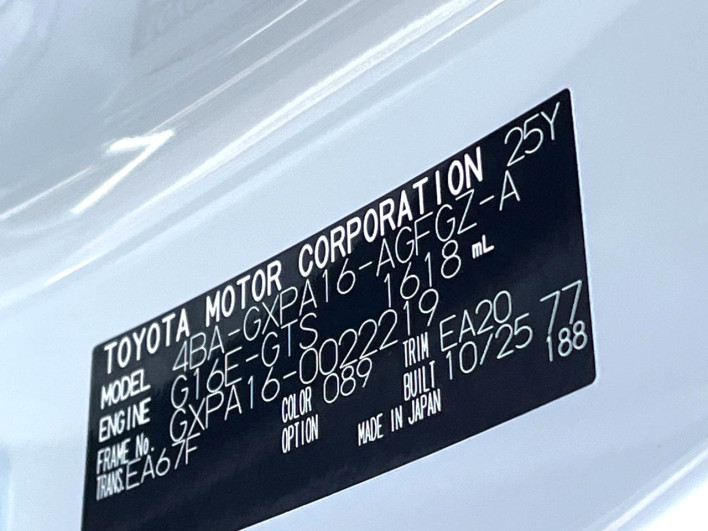 TOYOTA MOTOR CORPORATION 25Y
MODEL 4BA-GXPA16-AGFGZ-A
ENGINE G16E-GTS 1618 mL
FRAME No. GXPA16-0022219
COLOR 089 TRIM EA20 77
TRANS. EA67F OPTION BUILT 10/25 188
MADE IN JAPAN